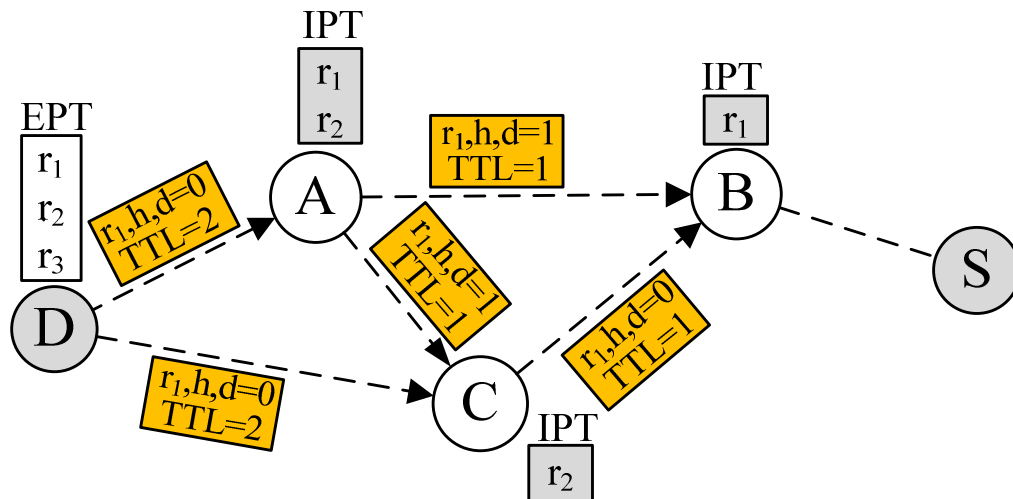 IPT
r₁
r₂
IPT
r₁
EPT
r₁
r₂
r₃
r₁,h,d=1
TTL=1
A
B
r₁,h,d=0
TTL=2
r₁,h,d=1
TTL=1
S
D
r₁,h,d=0
TTL=1
r₁,h,d=0
TTL=2
C
IPT
r₂